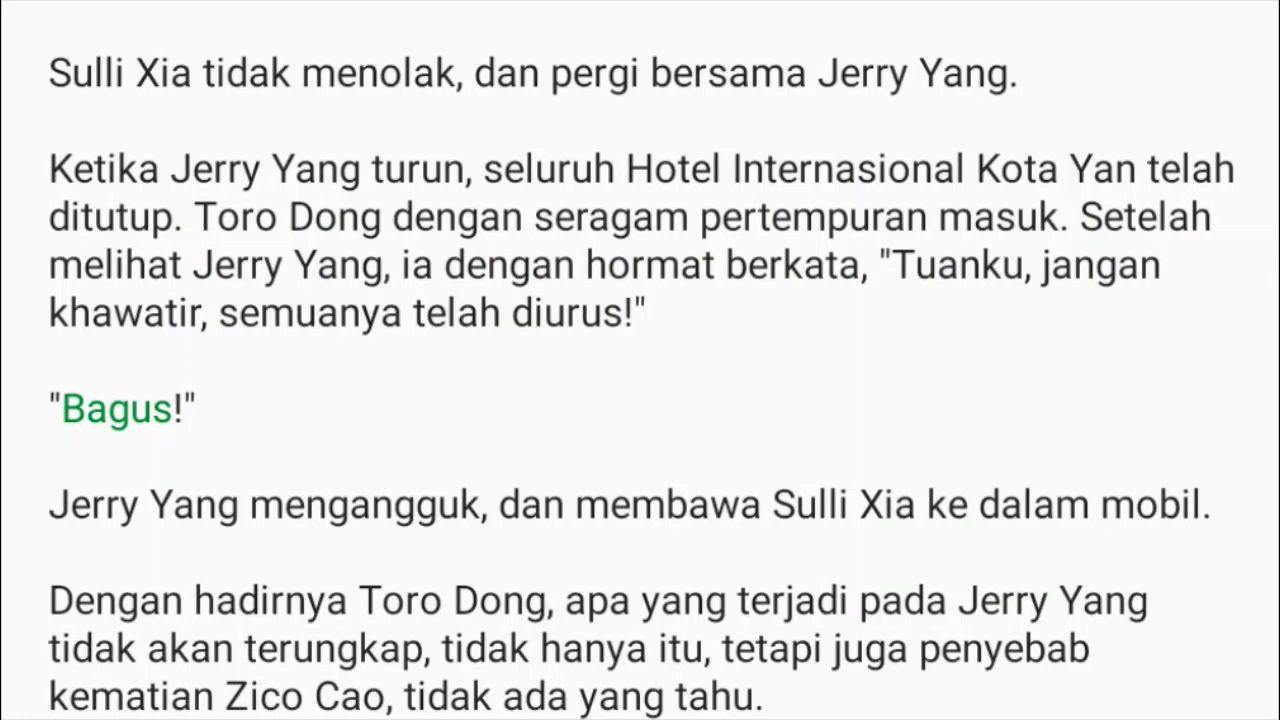 Sulli Xia tidak menolak, dan pergi bersama Jerry Yang.
Ketika Jerry Yang turun, seluruh Hotel Internasional Kota Yan telah
ditutup. Toro Dong dengan seragam pertempuran masuk. Setelah
melihat Jerry Yang, ia dengan hormat berkata, "Tuanku, jangan
khawatir, semuanya telah diurus!"
"Bagus!"
Jerry Yang mengangguk, dan membawa Sulli Xia ke dalam mobil.
Dengan hadirnya Toro Dong, apa yang terjadi pada Jerry Yang
tidak akan terungkap, tidak hanya itu, tetapi juga penyebab
kematian Zico Cao, tidak ada yang tahu.